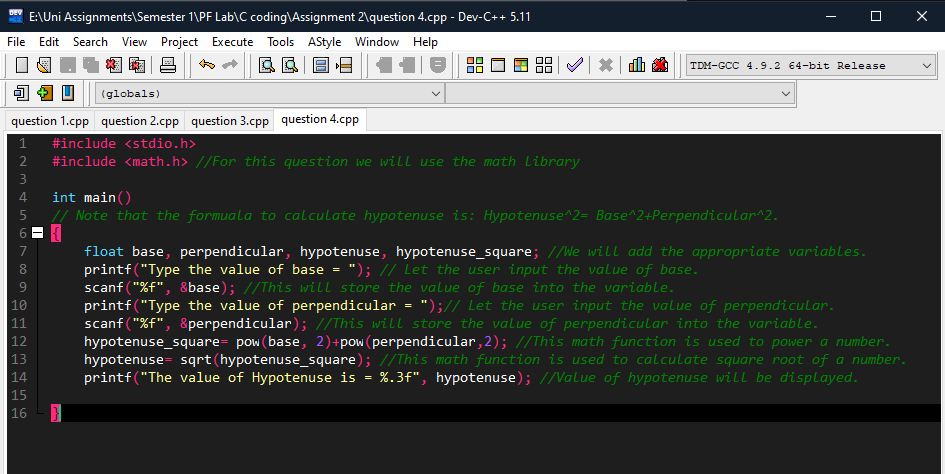 E:\Uni Assignments\Semester 1\PF Lab\C coding\Assignment 2\question 4.cpp - Dev-C++ 5.11
File Edit Search View Project Execute Tools AStyle Window Help
TDM-GCC 4.9.2 64-bit Release
(globals)
question 1.cpp question 2.cpp question 3.cpp question 4.cpp
1 #include <stdio.h>
2 #include <math.h> //For this question we will use the math library
3
4 int main()
5 // Note that the formuala to calculate hypotenuse is: Hypotenuse^2= Base^2+Perpendicular^2.
6 {
7 float base, perpendicular, hypotenuse, hypotenuse_square; //We will add the appropriate variables.
8 printf("Type the value of base = "); // Let the user input the value of base.
9 scanf("%f", &base); //This will store the value of base into the variable.
10 printf("Type the value of perpendicular = ");// Let the user input the value of perpendicular.
11 scanf("%f", &perpendicular); //This will store the value of perpendicular into the variable.
12 hypotenuse_square= pow(base, 2)+pow(perpendicular,2); //This math function is used to power a number.
13 hypotenuse= sqrt(hypotenuse_square); //This math function is used to calculate square root of a number.
14 printf("The value of Hypotenuse is = %.3f", hypotenuse); //Value of hypotenuse will be displayed.
15
16 }